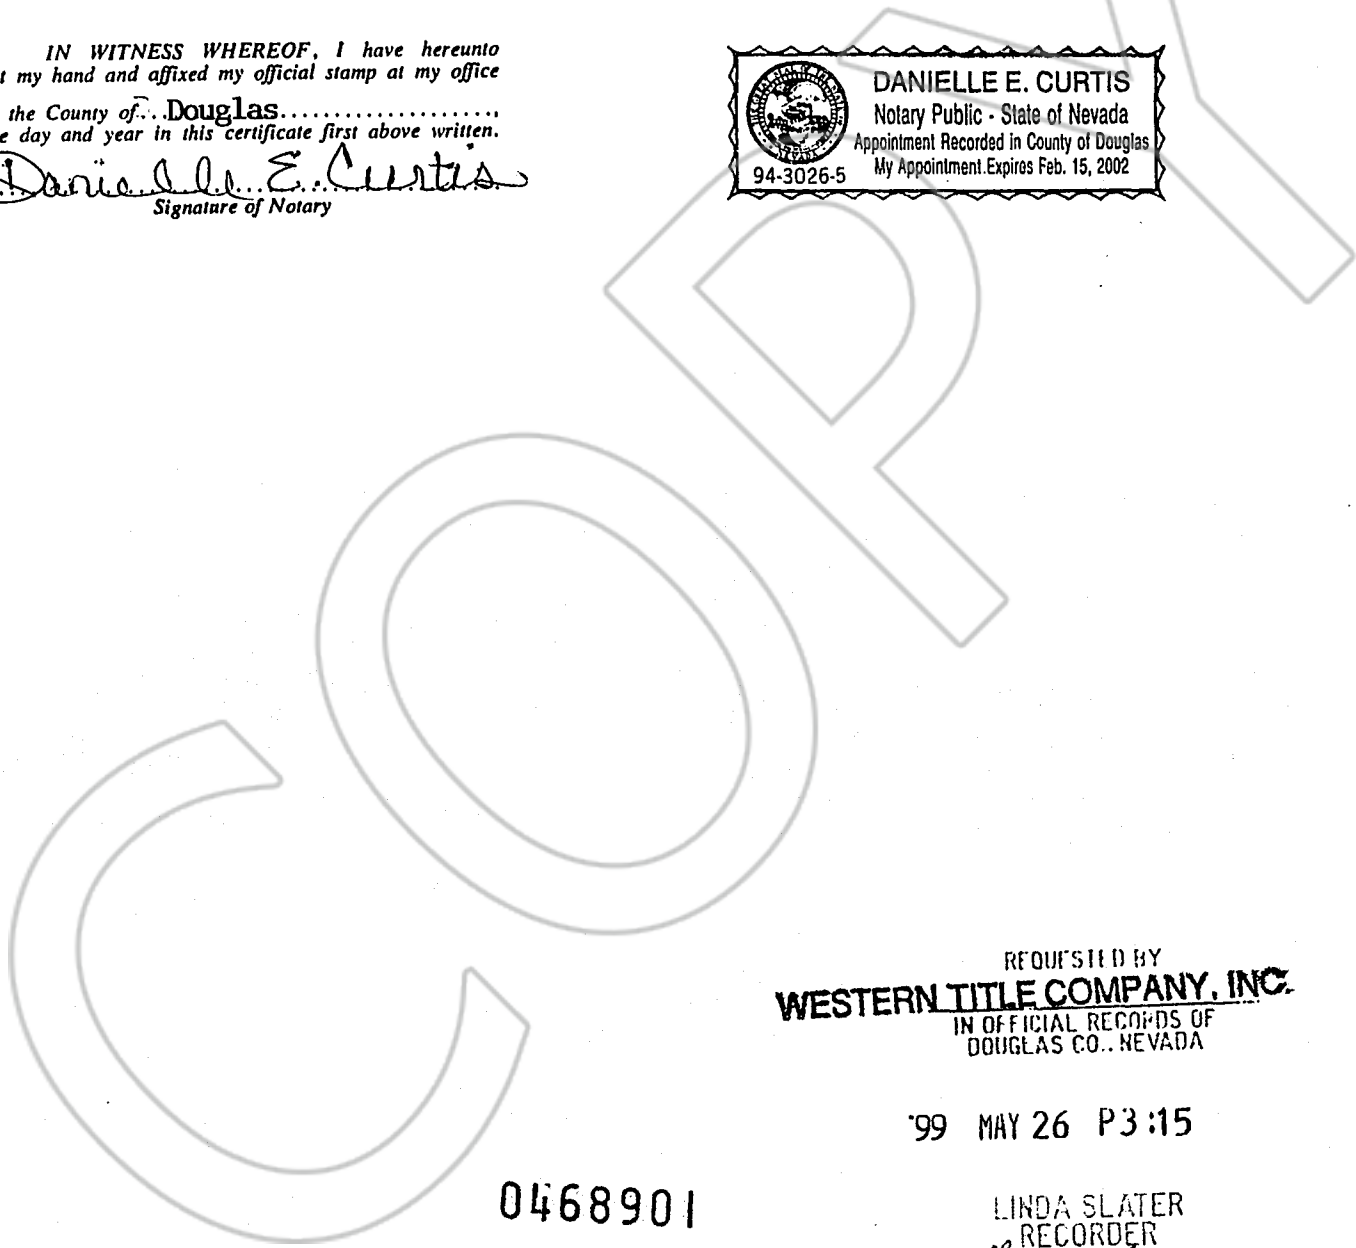 IN WITNESS WHEREOF, I have hereunto
t my hand and affixed my official stamp at my office
the County of...Douglas....................,
e day and year in this certificate first above written.
Danielle E. Curtis
Signature of Notary
DANIELLE E. CURTIS
Notary Public - State of Nevada
Appointment Recorded in County of Douglas
My Appointment Expires Feb. 15, 2002
94-3026-5
COPY
REQUESTED BY
WESTERN TITLE COMPANY, INC.
IN OFFICIAL RECORDS OF
DOUGLAS CO., NEVADA
'99 MAY 26 P3:15
0468901
LINDA SLATER
RECORDER